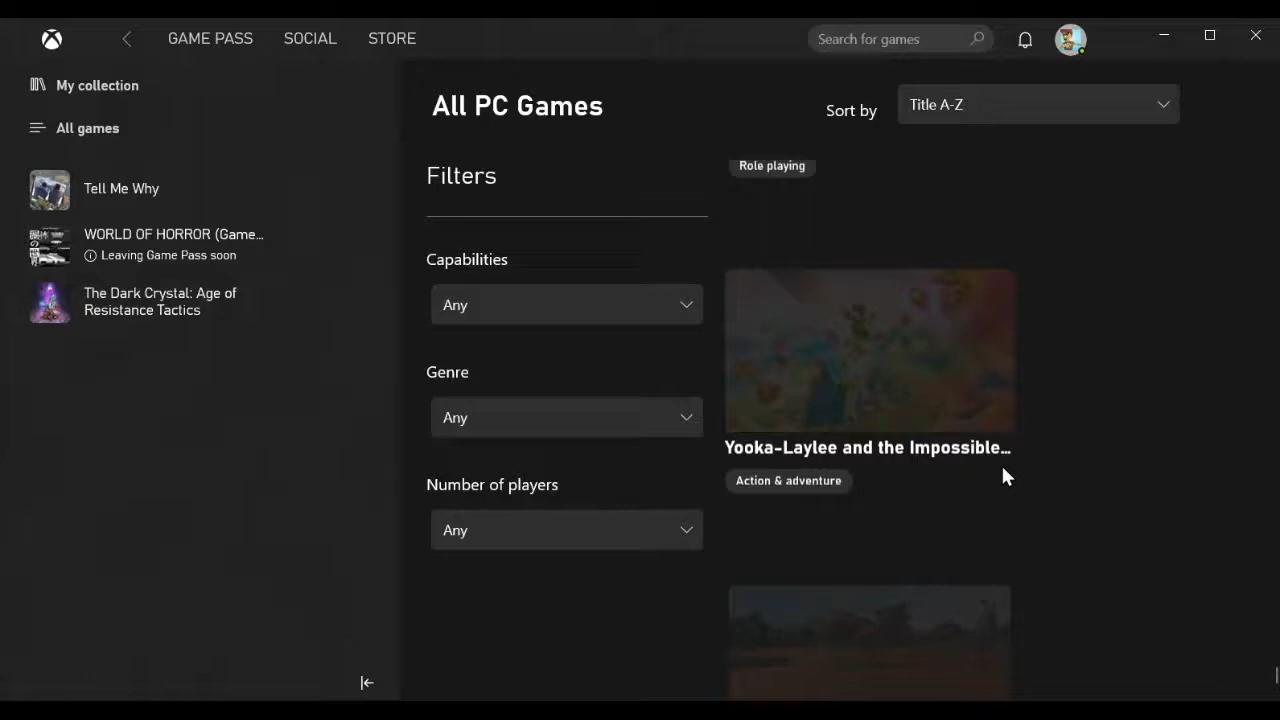 GAME PASS
SOCIAL
STORE
Search for games
My collection
All games
Tell Me Why
WORLD OF HORROR (Game...
Leaving Game Pass soon
The Dark Crystal: Age of
Resistance Tactics
All PC Games
Sort by
Title A-Z
Filters
Capabilities
Any
Genre
Any
Number of players
Any
Role playing
Yooka-Laylee and the Impossible...
Action & adventure